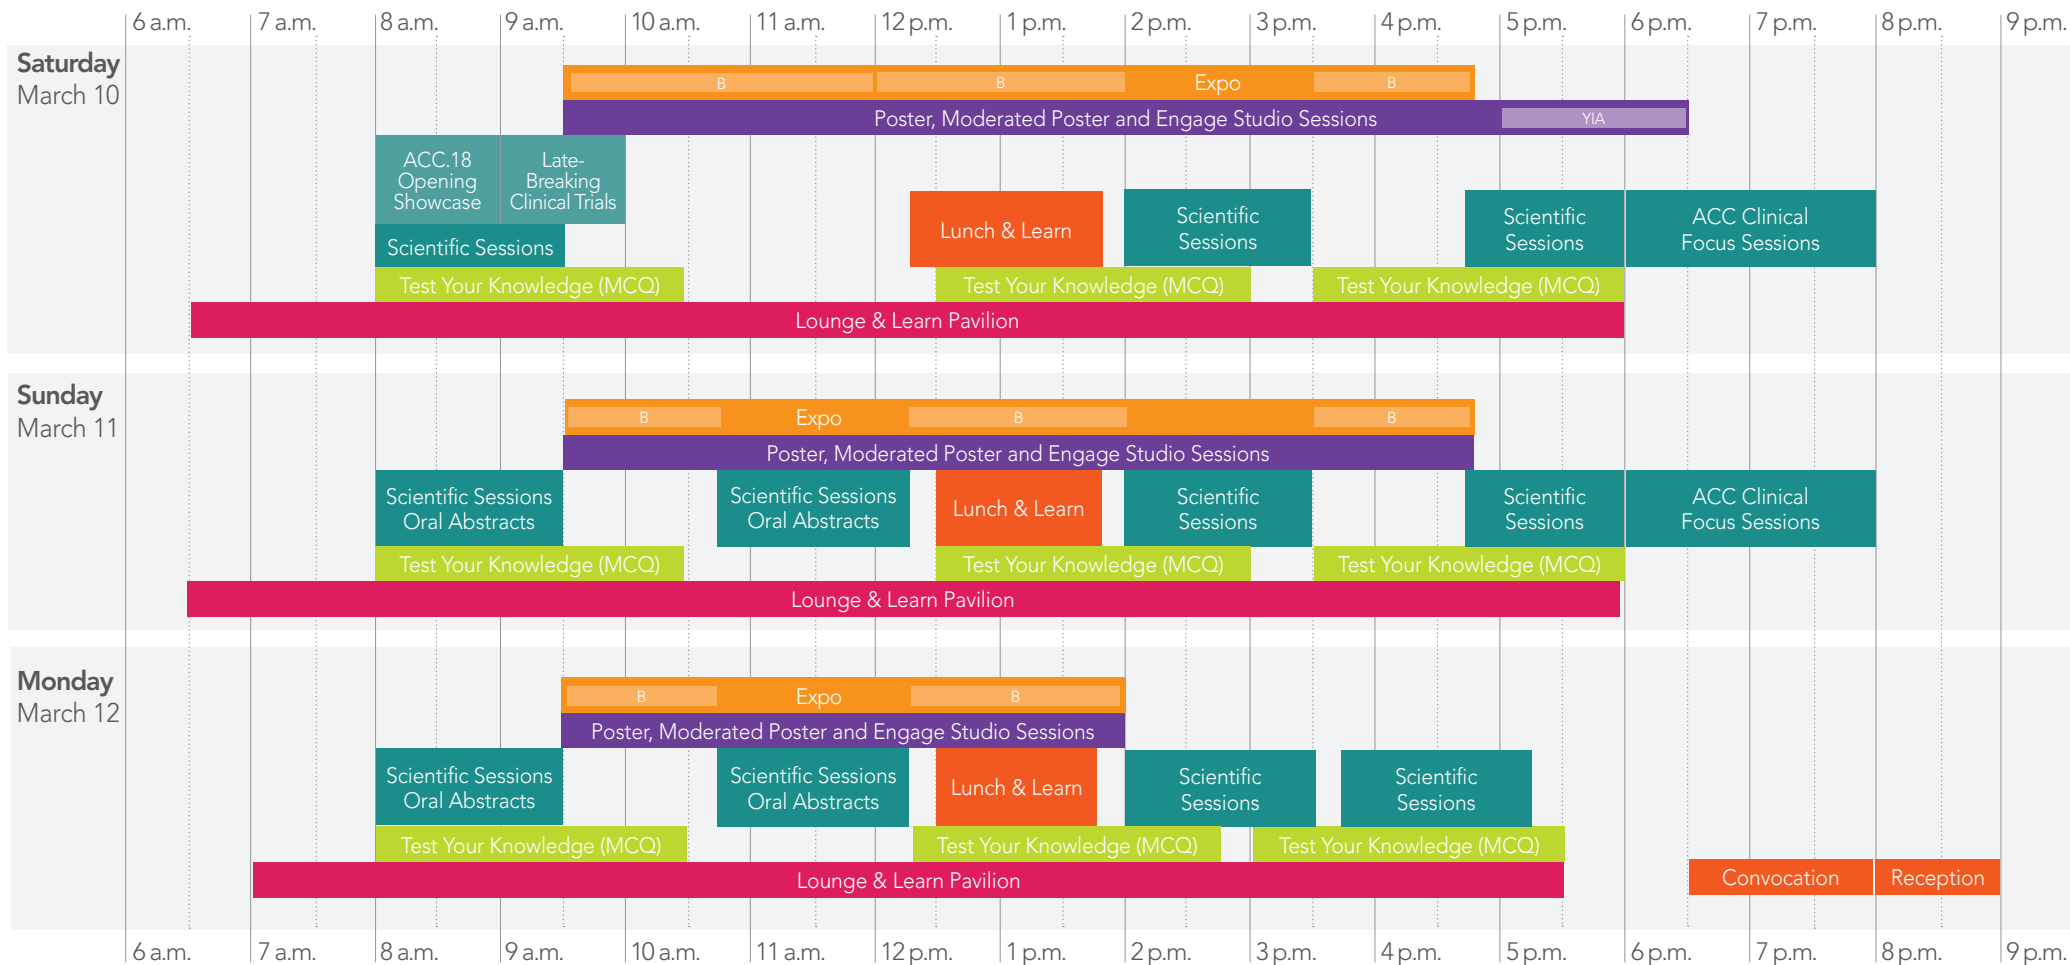 6 a.m. 7 a.m. 8 a.m. 9 a.m. 10 a.m. 11 a.m. 12 p.m. 1 p.m. 2 p.m. 3 p.m. 4 p.m. 5 p.m. 6 p.m. 7 p.m. 8 p.m. 9 p.m.
Saturday
March 10
B B Expo B
Poster, Moderated Poster and Engage Studio Sessions YIA
ACC.18
Opening
Showcase
Late-
Breaking
Clinical Trials
Scientific Sessions
Lunch & Learn
Scientific
Sessions
Scientific
Sessions
ACC Clinical
Focus Sessions
Test Your Knowledge (MCQ) Test Your Knowledge (MCQ) Test Your Knowledge (MCQ)
Lounge & Learn Pavilion
Sunday
March 11
B Expo B B
Poster, Moderated Poster and Engage Studio Sessions
Scientific Sessions
Oral Abstracts
Scientific Sessions
Oral Abstracts
Lunch & Learn
Scientific
Sessions
Scientific
Sessions
ACC Clinical
Focus Sessions
Test Your Knowledge (MCQ) Test Your Knowledge (MCQ) Test Your Knowledge (MCQ)
Lounge & Learn Pavilion
Monday
March 12
B Expo B
Poster, Moderated Poster and Engage Studio Sessions
Scientific Sessions
Oral Abstracts
Scientific Sessions
Oral Abstracts
Lunch & Learn
Scientific
Sessions
Scientific
Sessions
Test Your Knowledge (MCQ) Test Your Knowledge (MCQ) Test Your Knowledge (MCQ)
Lounge & Learn Pavilion
Convocation Reception
6 a.m. 7 a.m. 8 a.m. 9 a.m. 10 a.m. 11 a.m. 12 p.m. 1 p.m. 2 p.m. 3 p.m. 4 p.m. 5 p.m. 6 p.m. 7 p.m. 8 p.m. 9 p.m.